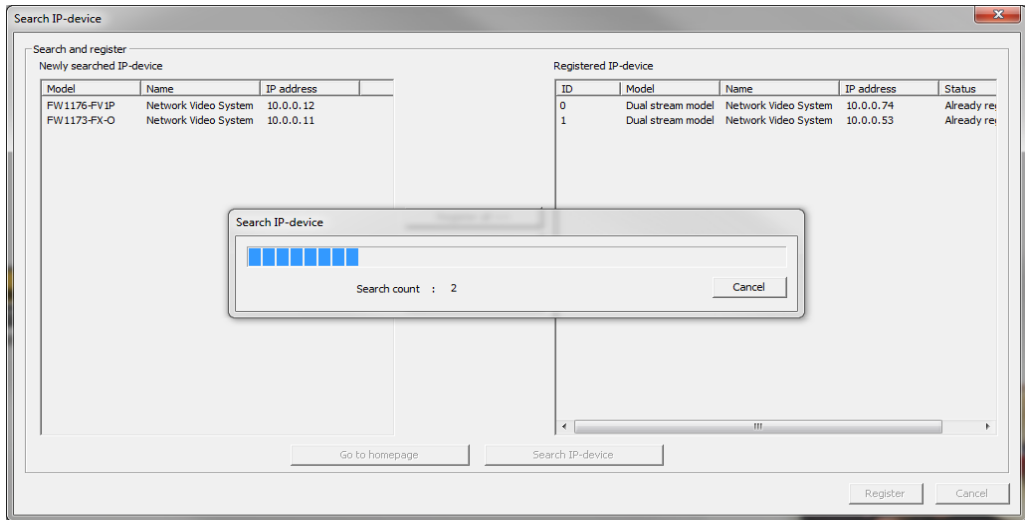 Search IP-device
Search and register
Newly searched IP-device
Model Name IP address
FW1176-FV1P Network Video System 10.0.0.12
FW1173-FX-O Network Video System 10.0.0.11
Registered IP-device
ID Model Name IP address Status
0 Dual stream model Network Video System 10.0.0.74 Already re
1 Dual stream model Network Video System 10.0.0.53 Already re
Search IP-device
Search count : 2
Cancel
Go to homepage
Search IP-device
Register
Cancel